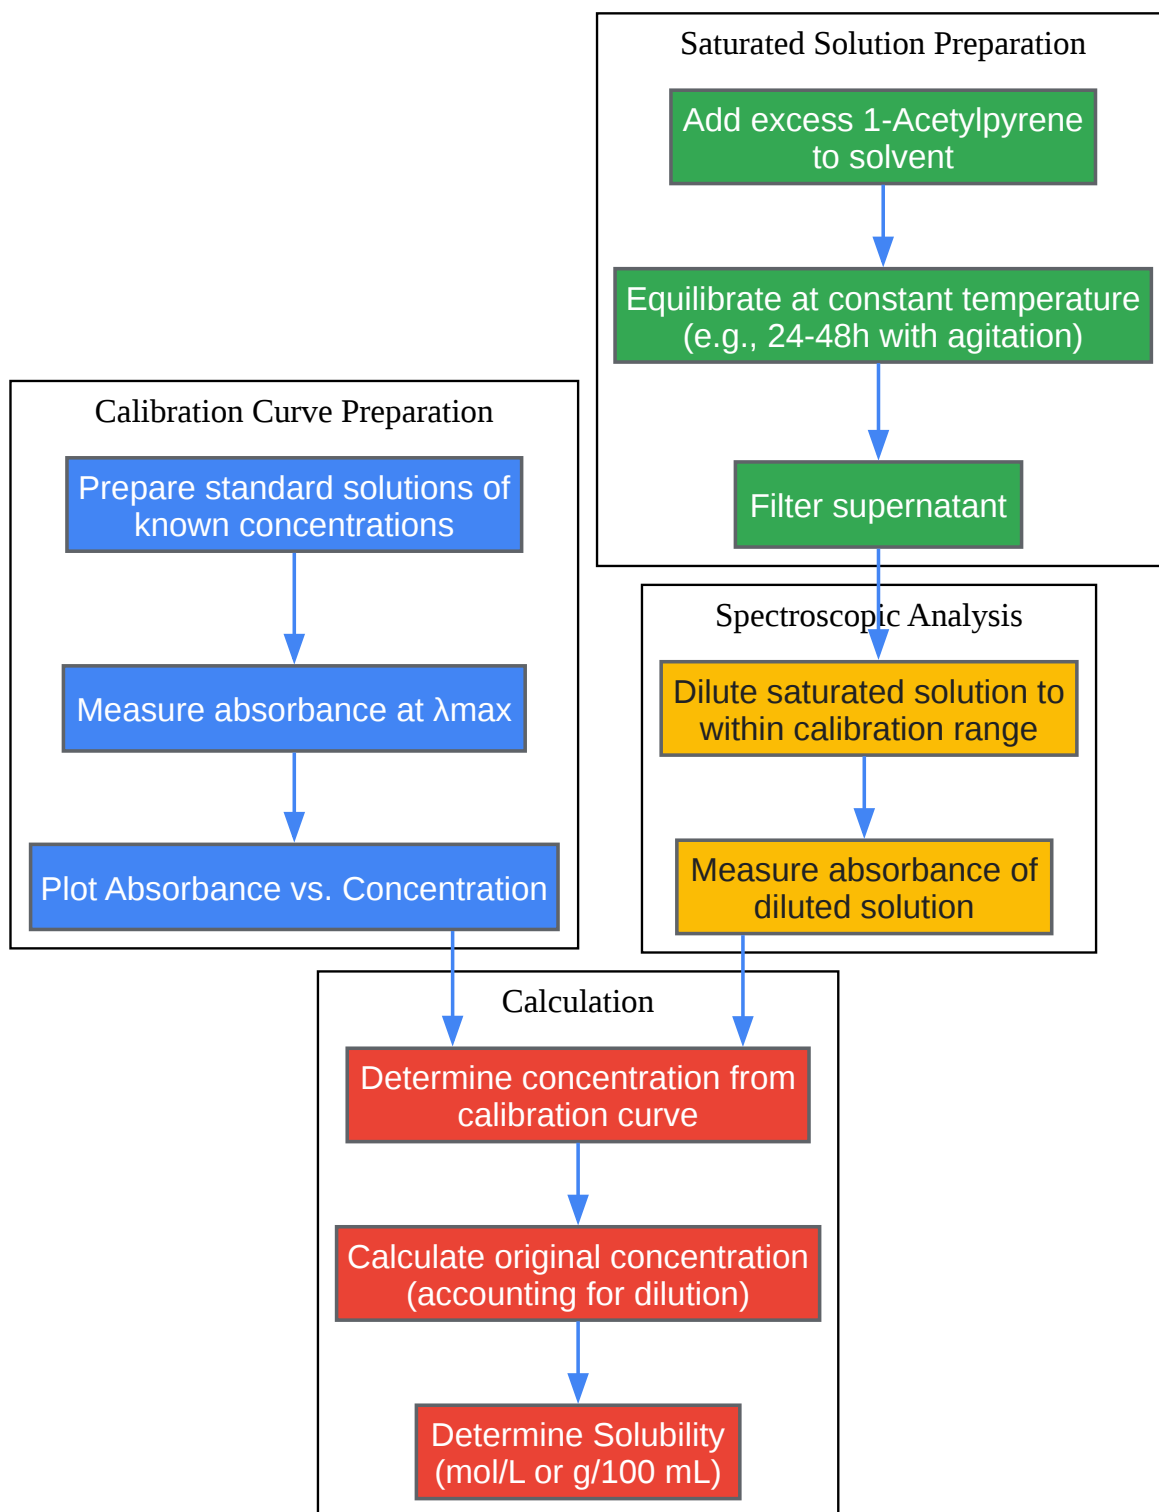 Saturated Solution Preparation
Add excess 1-Acetylpyrene
to solvent
Equilibrate at constant temperature
(e.g., 24-48h with agitation)
Filter supernatant
Calibration Curve Preparation
Prepare standard solutions of
known concentrations
Measure absorbance at λmax
Plot Absorbance vs. Concentration
Spectroscopic Analysis
Dilute saturated solution to
within calibration range
Measure absorbance of
diluted solution
Calculation
Determine concentration from
calibration curve
Calculate original concentration
(accounting for dilution)
Determine Solubility
(mol/L or g/100 mL)